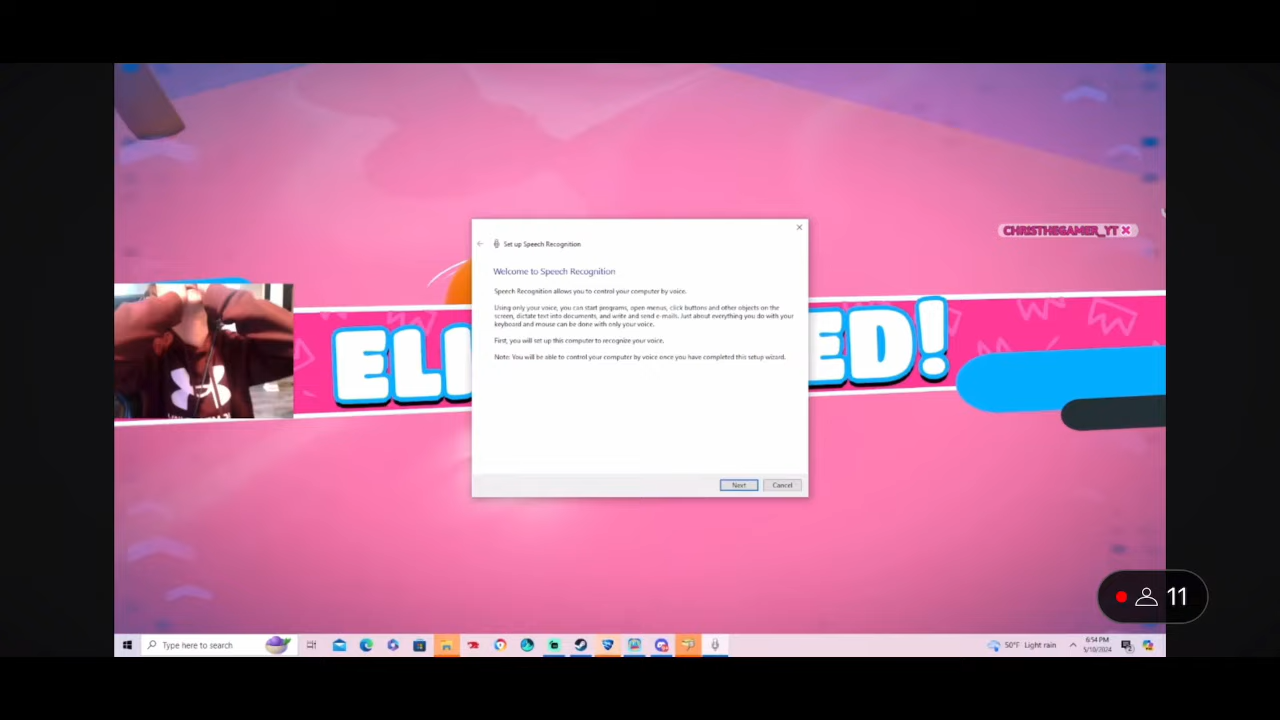 CHRISTHEGAMER_YT
Set up Speech Recognition
Welcome to Speech Recognition
Speech Recognition allows you to control your computer by voice.
Using only your voice, you can start programs, open menus, click buttons and other objects on the
screen, dictate text into documents, and write and send e-mails. Just about everything you do with your
keyboard and mouse can be done with only your voice.
First, you will set up this computer to recognize your voice.
Note: You will be able to control your computer by voice once you have completed this setup wizard.
ELI
ED!
Next
Cancel
11
Type here to search
50°F Light rain
6:54 PM
5/10/2024